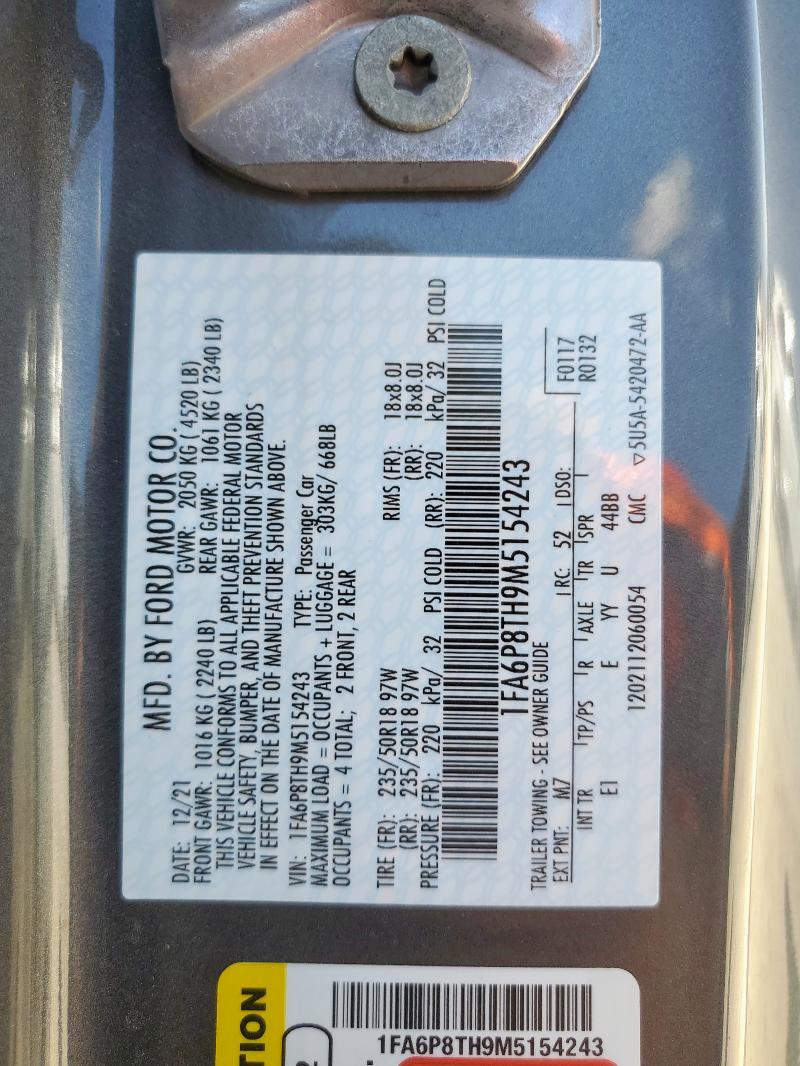 MFD. BY FORD MOTOR CO.
DATE: 12/21 GVWR: 2050 KG ( 4520 LB)
FRONT GAWR: 1016 KG ( 2240 LB) REAR GAWR: 1061 KG ( 2340 LB)
THIS VEHICLE CONFORMS TO ALL APPLICABLE FEDERAL MOTOR
VEHICLE SAFETY, BUMPER, AND THEFT PREVENTION STANDARDS
IN EFFECT ON THE DATE OF MANUFACTURE SHOWN ABOVE.
VIN: 1FA6P8TH9M5154243 TYPE: Passenger Car
MAXIMUM LOAD = OCCUPANTS + LUGGAGE = 303KG/ 668LB
OCCUPANTS = 4 TOTAL; 2 FRONT, 2 REAR
TIRE (FR): 235/50R18 97W RIMS (FR): 18x8.0J
(RR): 235/50R18 97W (RR): 18x8.0J
PRESSURE (FR): 220 kPa/ 32 PSI COLD (RR): 220 kPa/ 32 PSI COLD
1FA6P8TH9M5154243
TRAILER TOWING - SEE OWNER GUIDE
EXT PNT: M7 RC: 52 DSO: F0117
INT TR TP/PS R AXLE TR SPR R0132
E1 E YY U 44BB
1202112060054 CMC ▽5U5A-5420472-AA
TION
1FA6P8TH9M5154243